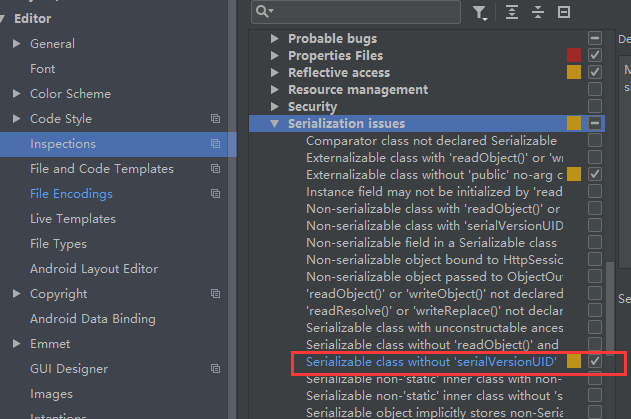 Editor
General
Font
Color Scheme
Code Style
Inspections
File and Code Templates
File Encodings
Live Templates
File Types
Android Layout Editor
Copyright
Android Data Binding
Emmet
GUI Designer
Images
Intentions
Probable bugs
Properties Files
Reflective access
Resource management
Security
Serialization issues
Comparator class not declared Serializable
Externalizable class with 'readObject()' or 'wr
Externalizable class without 'public' no-arg c
Instance field may not be initialized by 'read
Non-serializable class with 'readObject()' or
Non-serializable class with 'serialVersionUID
Non-serializable field in a Serializable class
Non-serializable object bound to HttpSessic
Non-serializable object passed to ObjectOut
'readObject()' or 'writeObject()' not declared
'readResolve()' or 'writeReplace()' not declar
Serializable class with unconstructable ances
Serializable class without 'readObject()' and
Serializable class without 'serialVersionUID'
Serializable non-'static' inner class with non-
Serializable non-'static' inner class without 's
Serializable object implicitly stores non-Seria
De
Se